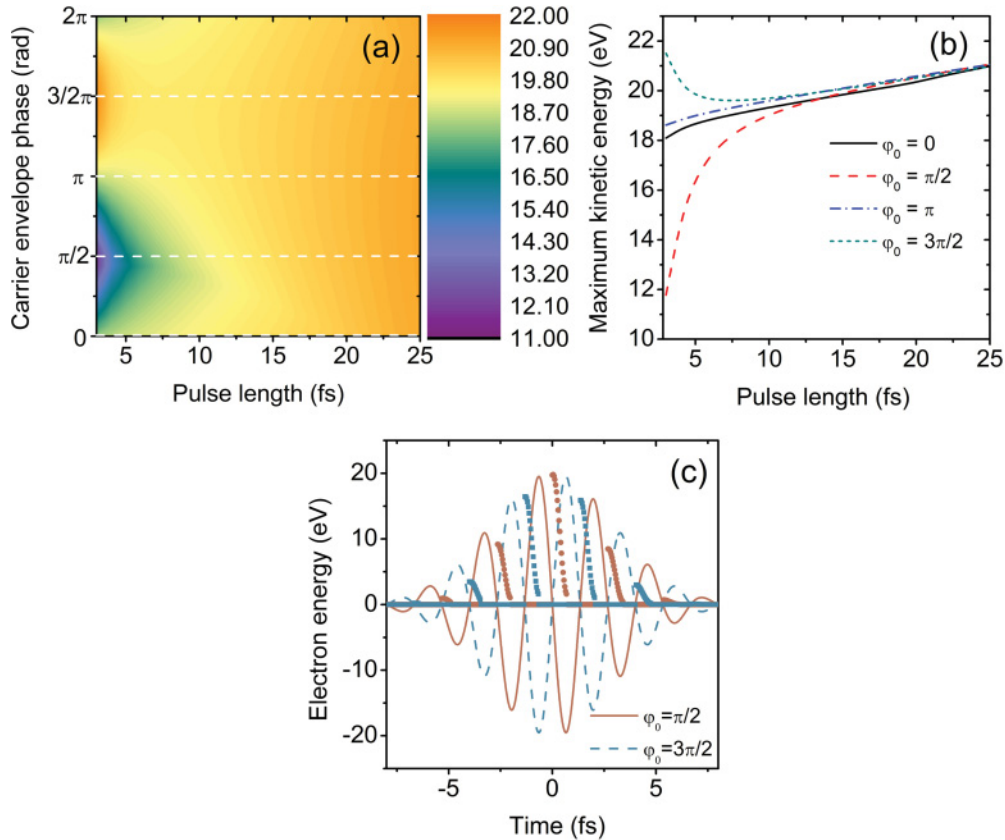 (a)
Carrier envelope phase (rad)
2π
3/2π
π
π/2
0
5 10 15 20 25
Pulse length (fs)
22.00
20.90
19.80
18.70
17.60
16.50
15.40
14.30
13.20
12.10
11.00
(b)
Maximum kinetic energy (eV)
22
20
18
16
14
12
10
φ₀ = 0
φ₀ = π/2
φ₀ = π
φ₀ = 3π/2
5 10 15 20 25
Pulse length (fs)
(c)
Electron energy (eV)
20
10
0
-10
-20
φ₀=π/2
φ₀=3π/2
-5 0 5
Time (fs)